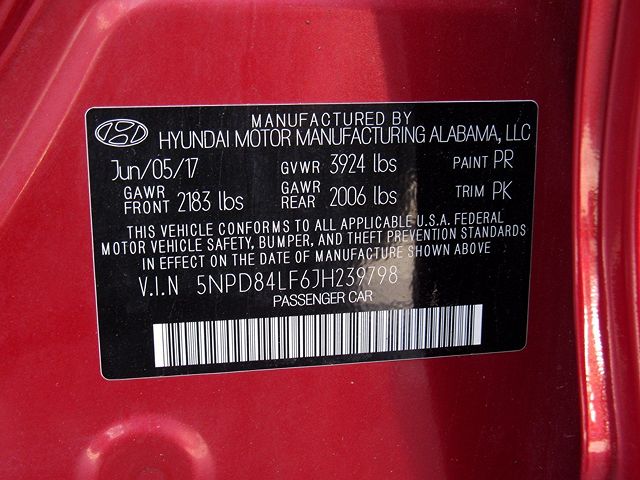 MANUFACTURED BY
HYUNDAI MOTOR MANUFACTURING ALABAMA, LLC
Jun/05/17 GVWR 3924 lbs PAINT PR
GAWR FRONT 2183 lbs GAWR REAR 2006 lbs TRIM PK
THIS VEHICLE CONFORMS TO ALL APPLICABLE U.S.A. FEDERAL
MOTOR VEHICLE SAFETY, BUMPER, AND THEFT PREVENTION STANDARDS
IN EFFECT ON THE DATE OF MANUFACTURE SHOWN ABOVE
V.I.N 5NPD84LF6JH239798
PASSENGER CAR